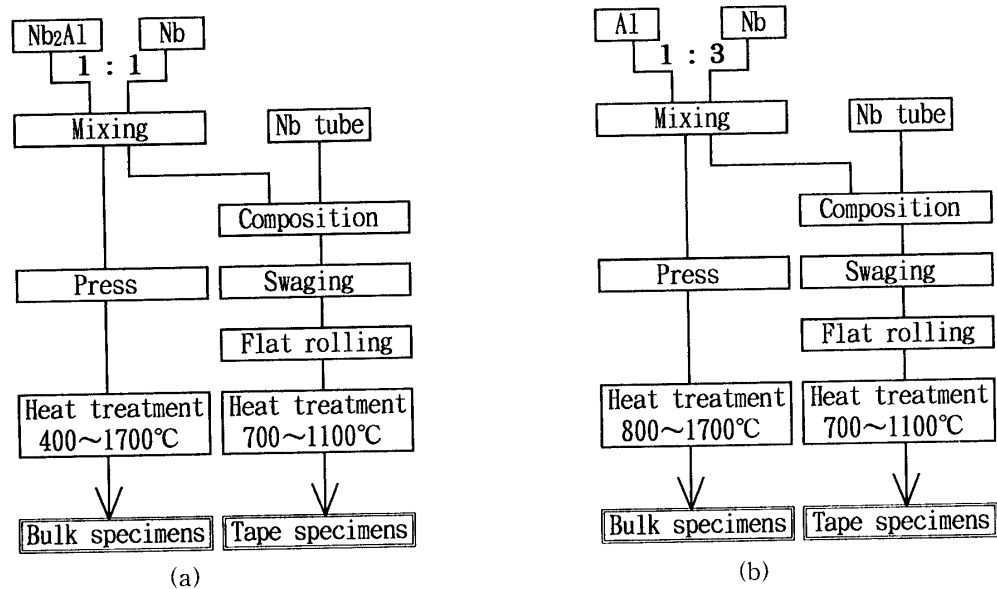 Nb₂Al Nb
1 : 1
Mixing
Nb tube
Composition
Press
Swaging
Flat rolling
Heat treatment
400～1700℃
Heat treatment
700～1100℃
Bulk specimens
Tape specimens
(a)
Al Nb
1 : 3
Mixing
Nb tube
Composition
Press
Swaging
Flat rolling
Heat treatment
800～1700℃
Heat treatment
700～1100℃
Bulk specimens
Tape specimens
(b)